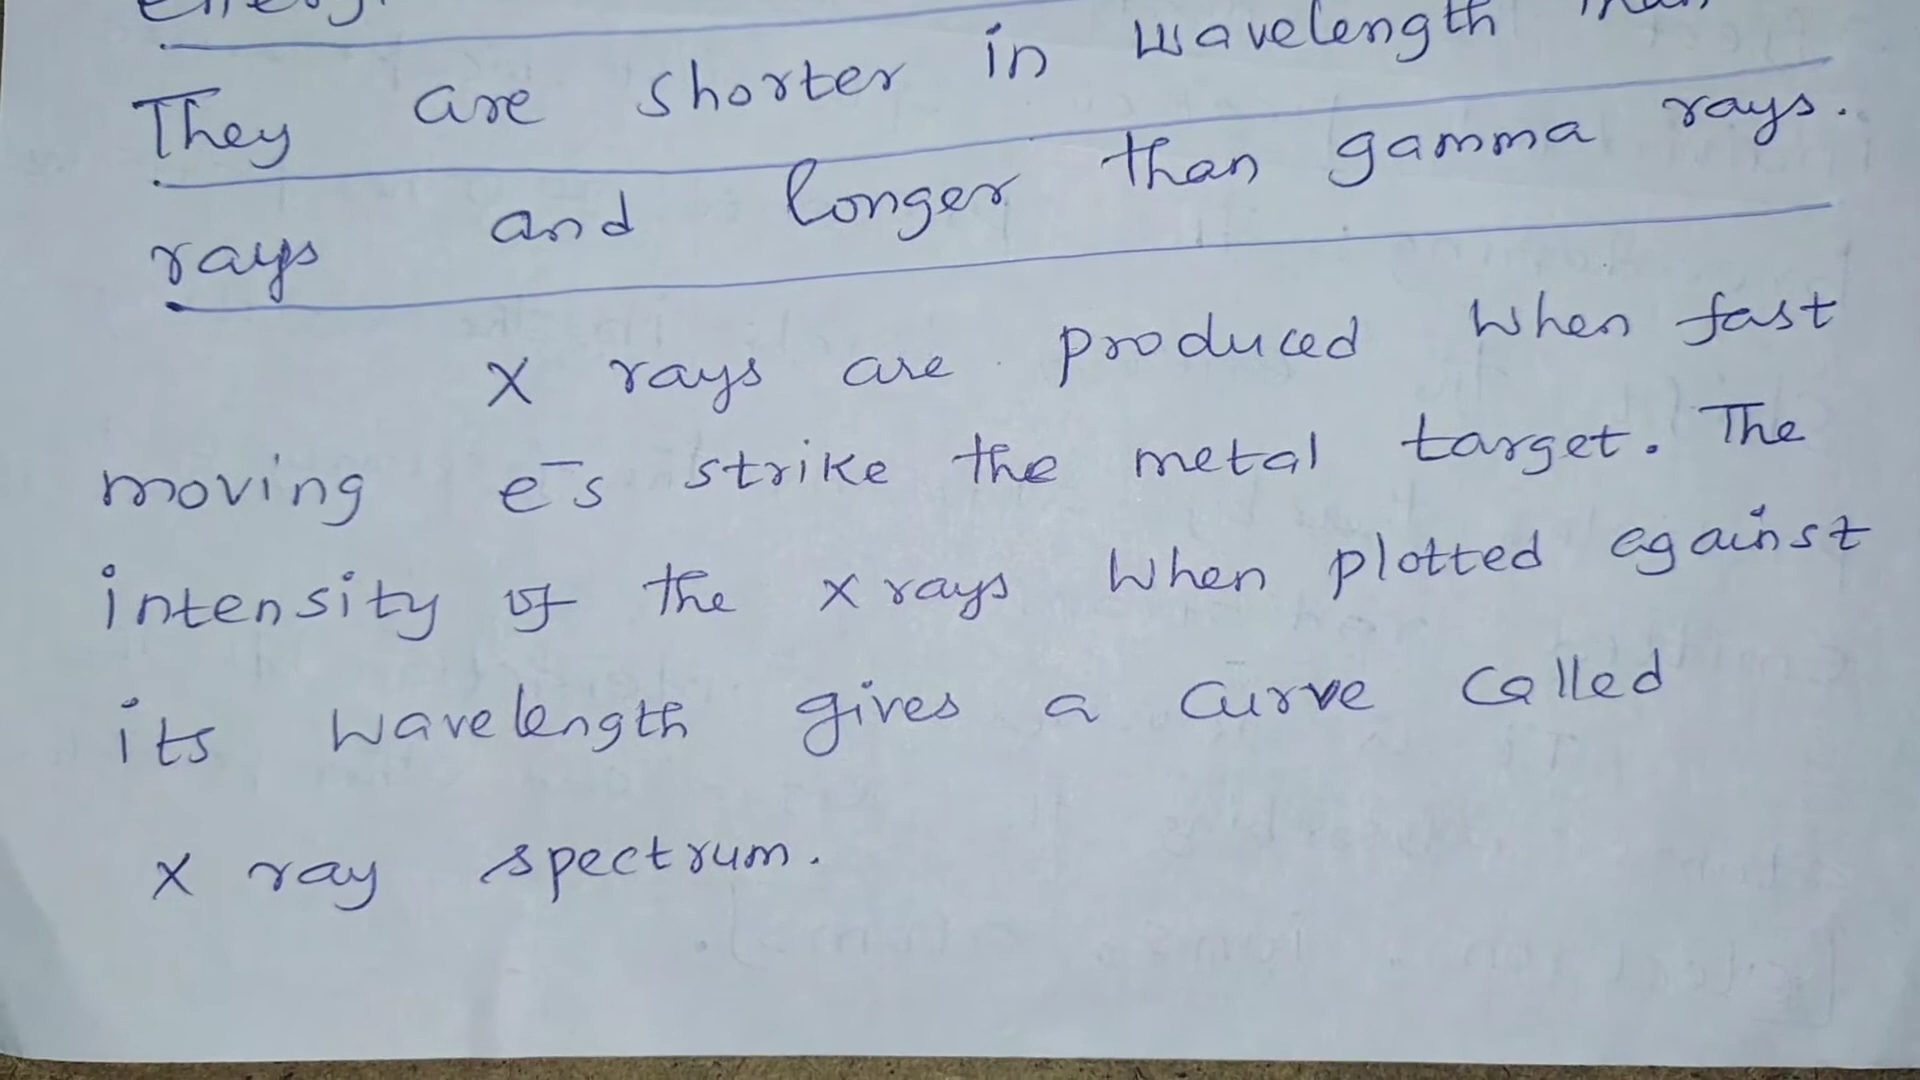 They are shorter in wavelength than
rays and longer than gamma rays.
X rays are produced when fast
moving e⁻s strike the metal target. The
intensity of the x rays when plotted against
its wavelength gives a curve called
X ray spectrum.